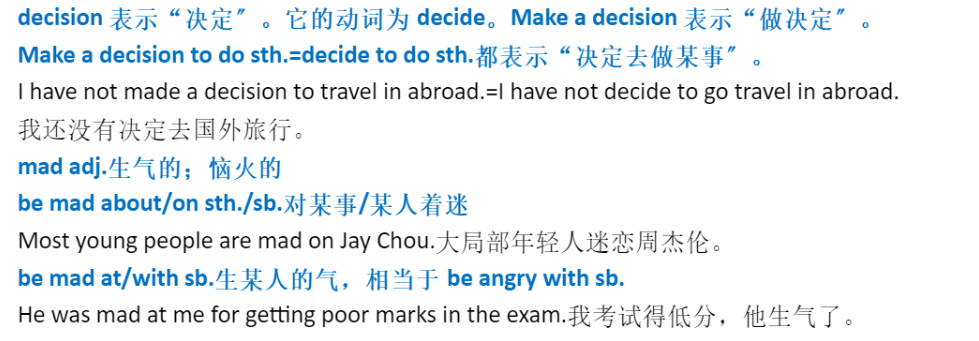 decision 表示“决定〞。它的动词为 decide。Make a decision 表示“做决定〞。
Make a decision to do sth.=decide to do sth.都表示“决定去做某事〞。
I have not made a decision to travel in abroad.=I have not decide to go travel in abroad.
我还没有决定去国外旅行。
mad adj.生气的；恼火的
be mad about/on sth./sb.对某事/某人着迷
Most young people are mad on Jay Chou.大局部年轻人迷恋周杰伦。
be mad at/with sb.生某人的气，相当于 be angry with sb.
He was mad at me for getting poor marks in the exam.我考试得低分，他生气了。